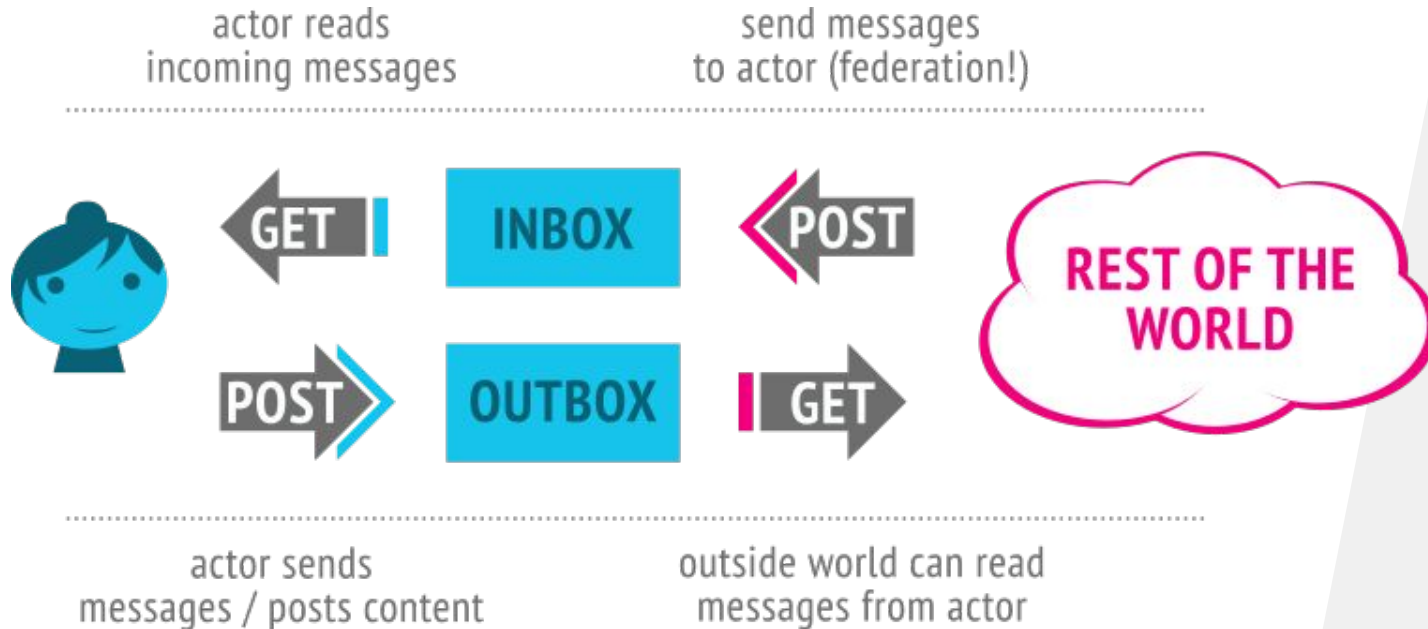 actor reads
incoming messages
send messages
to actor (federation!)
GET
INBOX
POST
REST OF THE
WORLD
POST
OUTBOX
GET
actor sends
messages / posts content
outside world can read
messages from actor